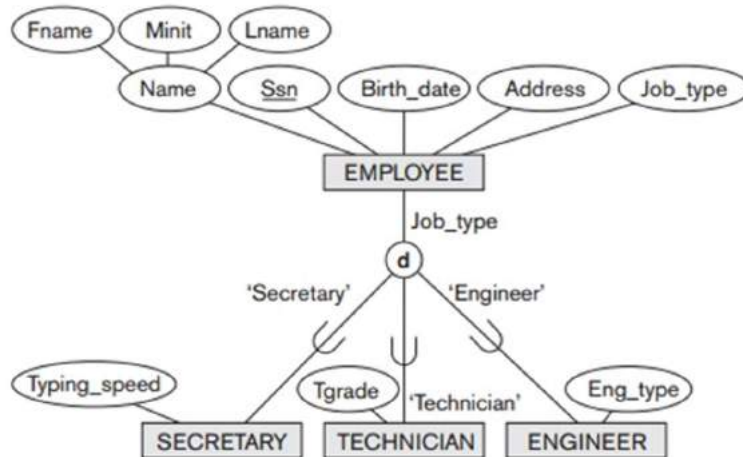 Fname Minit Lname
Name Ssn Birth_date Address Job_type
EMPLOYEE
Job_type
d
'Secretary' 'Engineer'
Typing_speed Tgrade 'Technician' Eng_type
SECRETARY TECHNICIAN ENGINEER